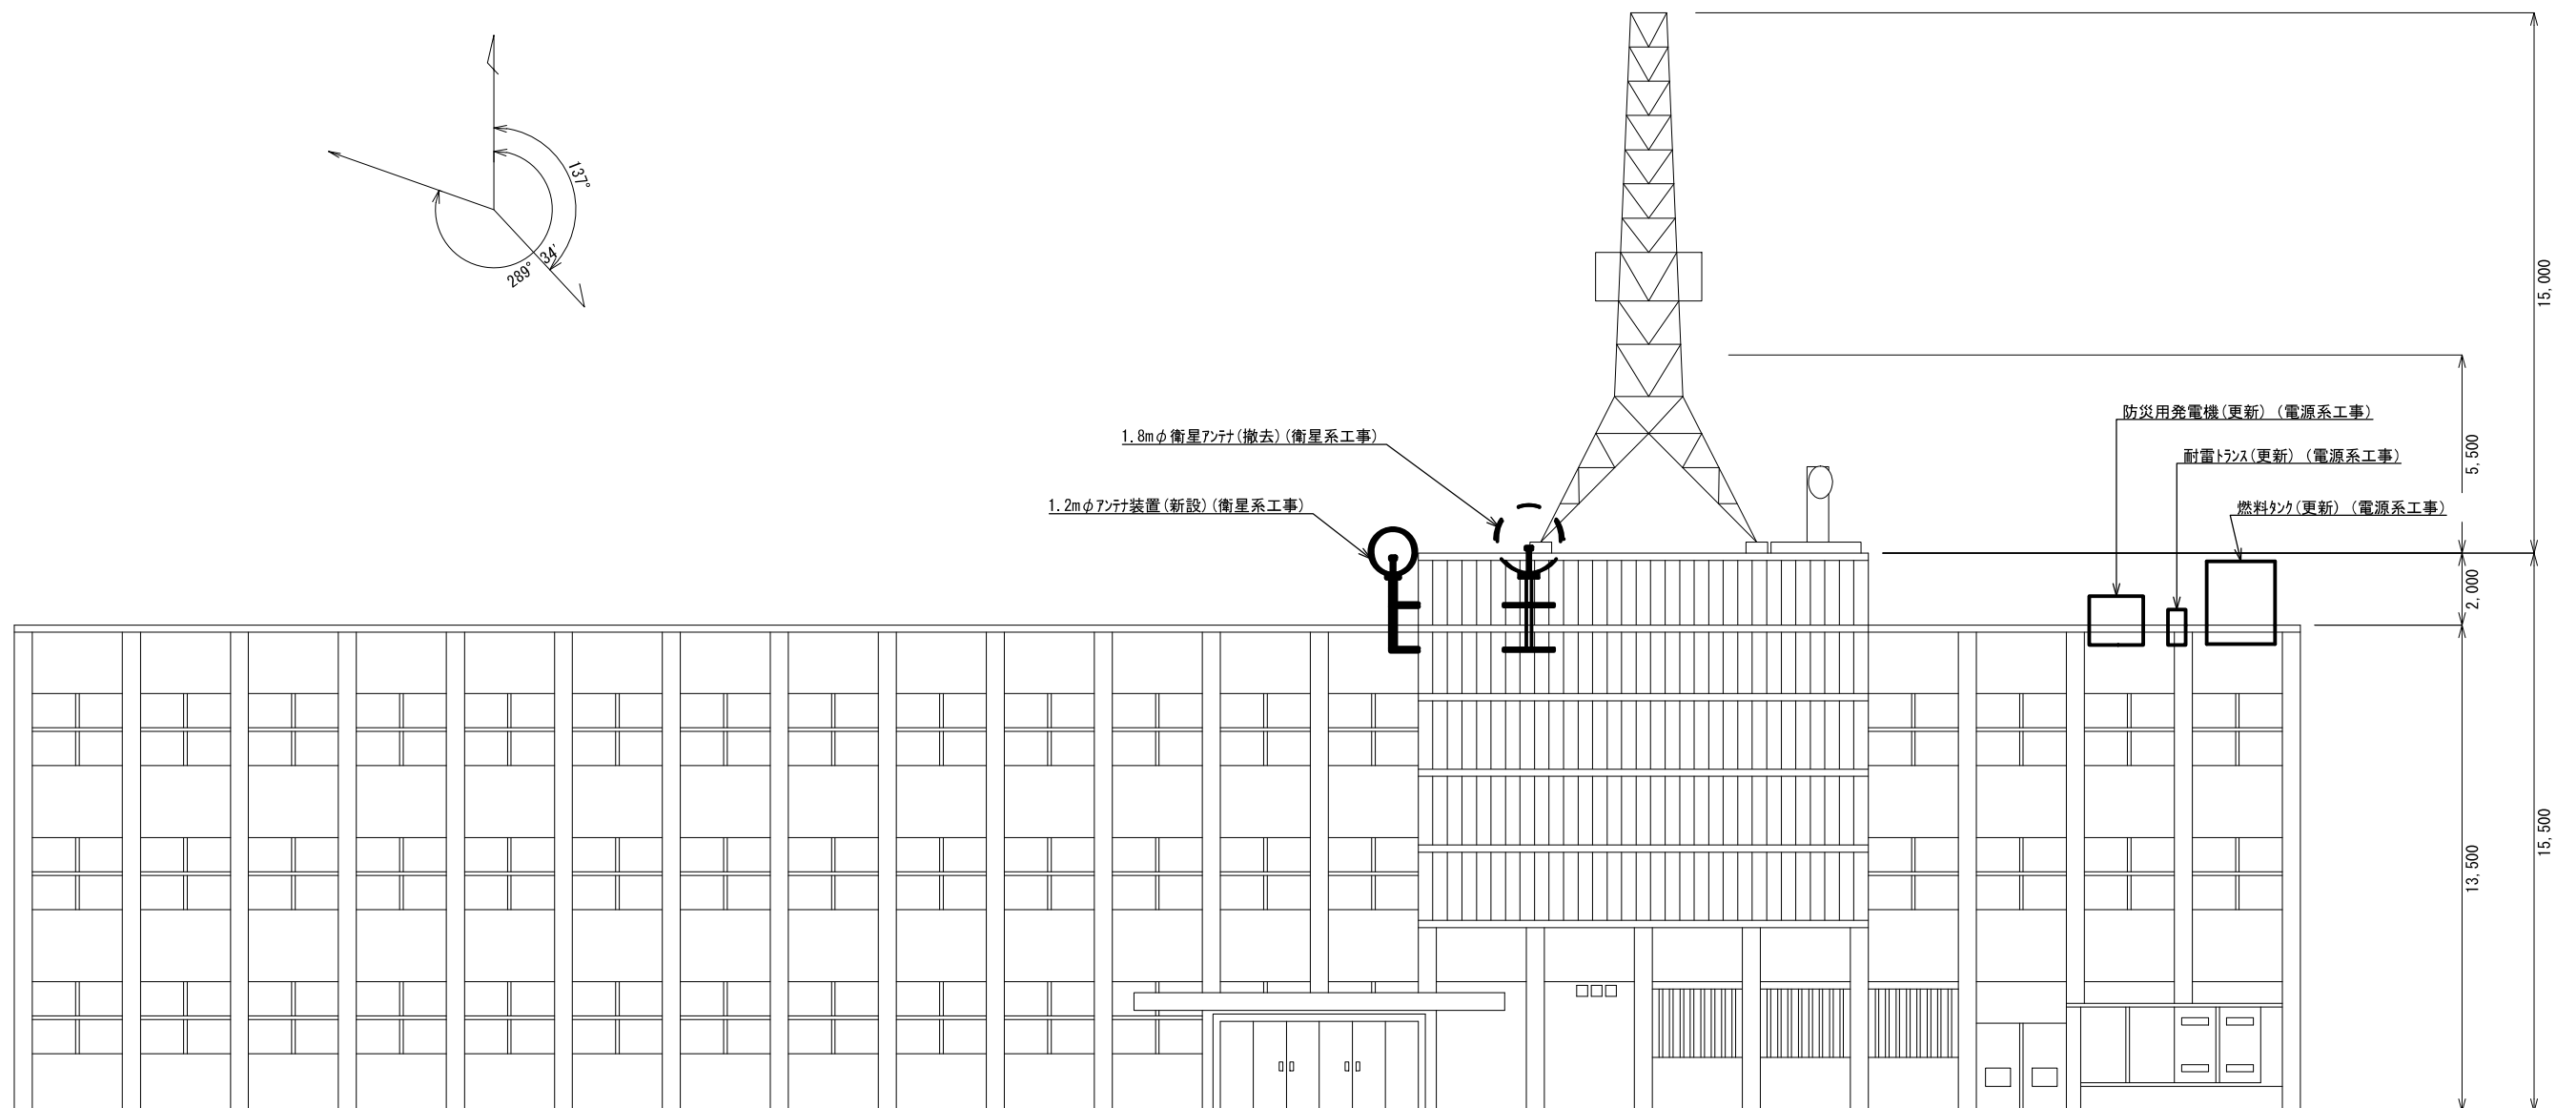 137°
289° 34'
15,000
防災用発電機(更新) (電源系工事)
1.8mφ衛星ｱﾝﾃﾅ(撤去)(衛星系工事)
5,500
耐雷ﾄﾗﾝｽ(更新) (電源系工事)
1.2mφｱﾝﾃﾅ装置(新設)(衛星系工事)
燃料ﾀﾝｸ(更新) (電源系工事)
2,000
15,500
13,500